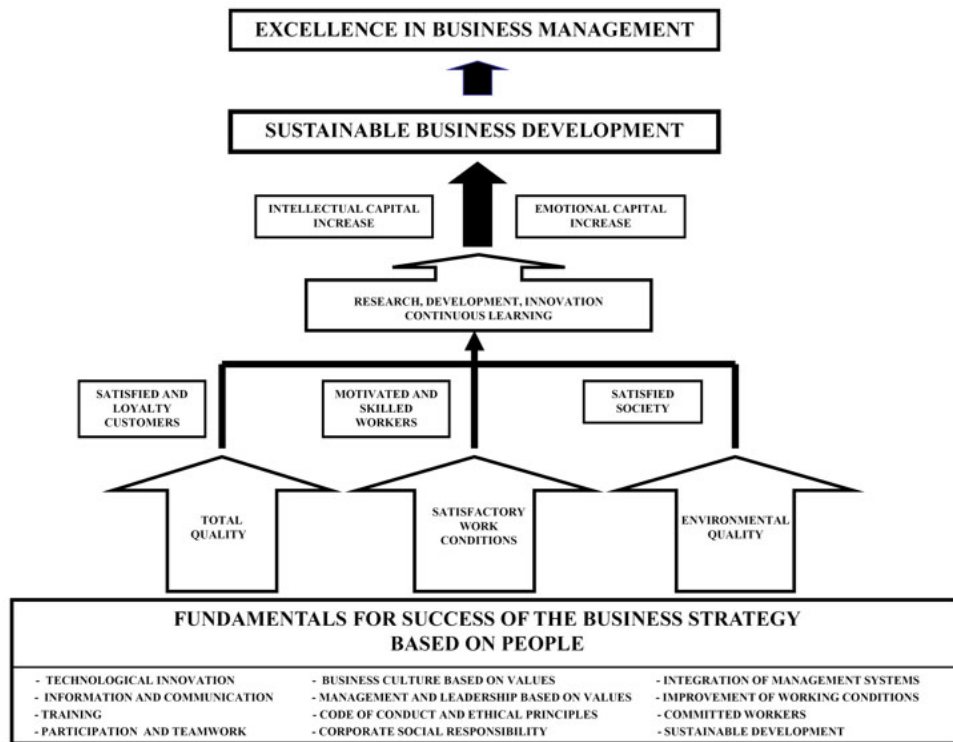 EXCELLENCE IN BUSINESS MANAGEMENT
SUSTAINABLE BUSINESS DEVELOPMENT
INTELLECTUAL CAPITAL
INCREASE
EMOTIONAL CAPITAL
INCREASE
RESEARCH, DEVELOPMENT, INNOVATION
CONTINUOUS LEARNING
SATISFIED AND
LOYALTY
CUSTOMERS
MOTIVATED AND
SKILLED
WORKERS
SATISFIED
SOCIETY
TOTAL
QUALITY
SATISFACTORY
WORK
CONDITIONS
ENVIRONMENTAL
QUALITY
FUNDAMENTALS FOR SUCCESS OF THE BUSINESS STRATEGY
BASED ON PEOPLE
- TECHNOLOGICAL INNOVATION
- INFORMATION AND COMMUNICATION
- TRAINING
- PARTICIPATION AND TEAMWORK
- BUSINESS CULTURE BASED ON VALUES
- MANAGEMENT AND LEADERSHIP BASED ON VALUES
- CODE OF CONDUCT AND ETHICAL PRINCIPLES
- CORPORATE SOCIAL RESPONSIBILITY
- INTEGRATION OF MANAGEMENT SYSTEMS
- IMPROVEMENT OF WORKING CONDITIONS
- COMMITTED WORKERS
- SUSTAINABLE DEVELOPMENT